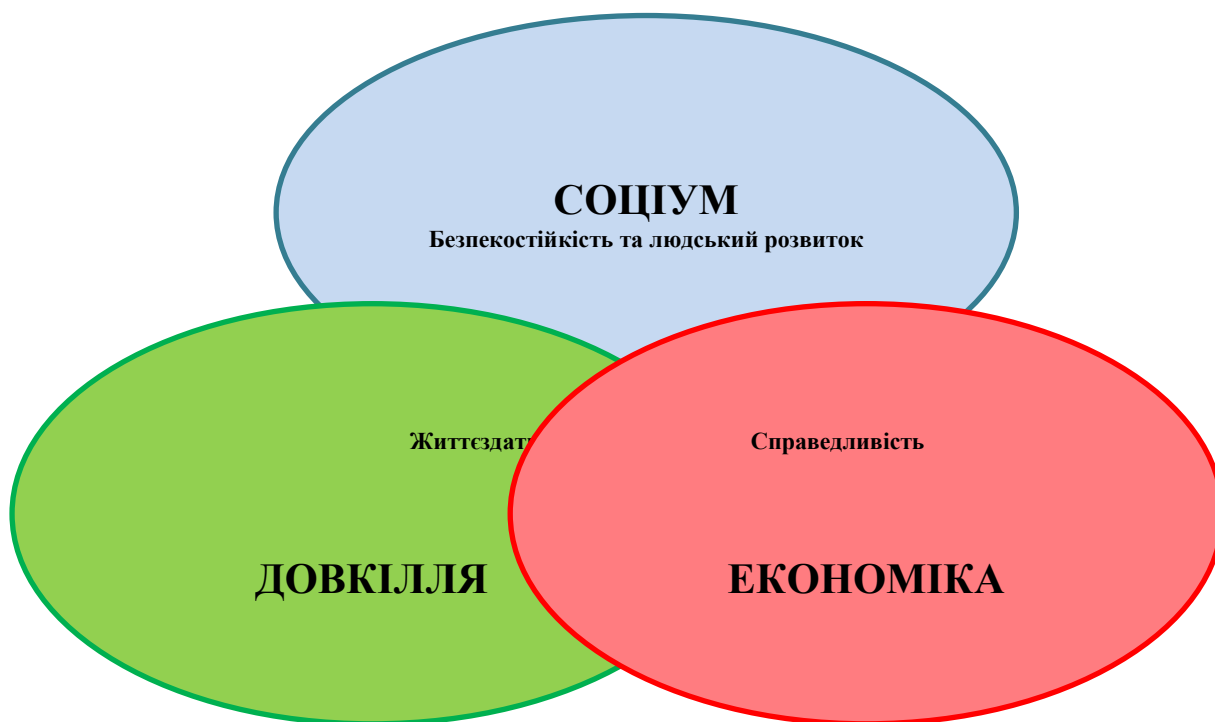 СОЦІУМ
Безпекостійкість та людський розвиток
Справедливість
ДОВКІЛЛЯ
ЕКОНОМІКА